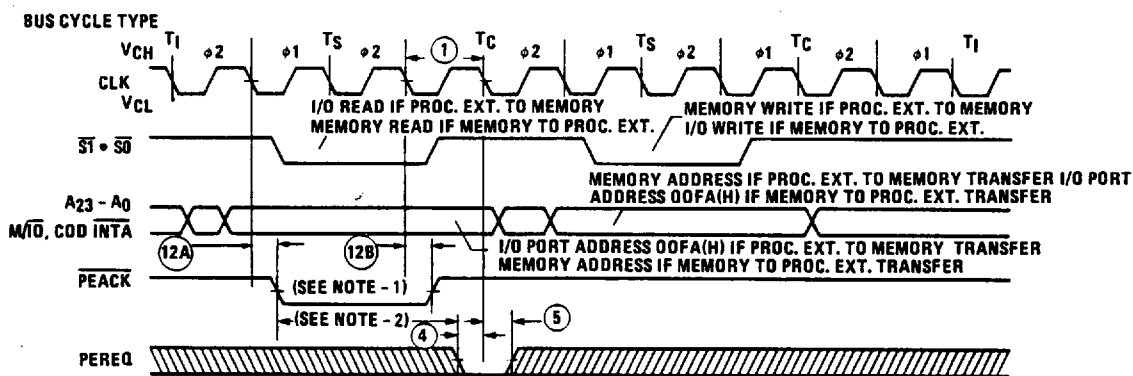 BUS CYCLE TYPE
TI TS TC TS TC TI
VCH φ2 φ1 φ2 ① φ2 φ1 φ2 φ1 φ2 φ1
CLK
VCL
I/O READ IF PROC. EXT. TO MEMORY
MEMORY READ IF MEMORY TO PROC. EXT.
MEMORY WRITE IF PROC. EXT. TO MEMORY
I/O WRITE IF MEMORY TO PROC. EXT.
S̅1̅ • S̅0̅
MEMORY ADDRESS IF PROC. EXT. TO MEMORY TRANSFER I/O PORT
ADDRESS 00FA(H) IF MEMORY TO PROC. EXT. TRANSFER
A23 – A0
M/I̅O̅, COD I̅N̅T̅A̅
I/O PORT ADDRESS 00FA(H) IF PROC. EXT. TO MEMORY TRANSFER
MEMORY ADDRESS IF MEMORY TO PROC. EXT. TRANSFER
12A 12B
P̅E̅A̅C̅K̅
(SEE NOTE - 1)
(SEE NOTE - 2)
④ ⑤
PEREQ